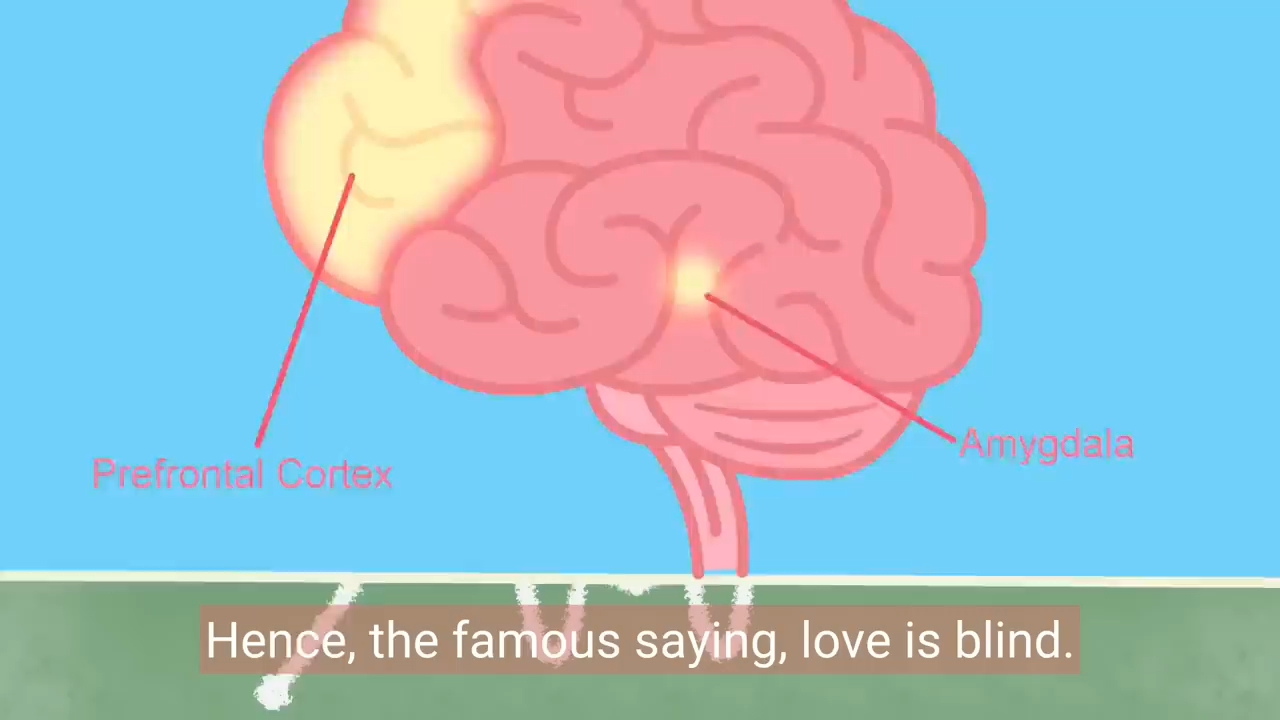 Prefrontal Cortex
Amygdala
Hence, the famous saying, love is blind.